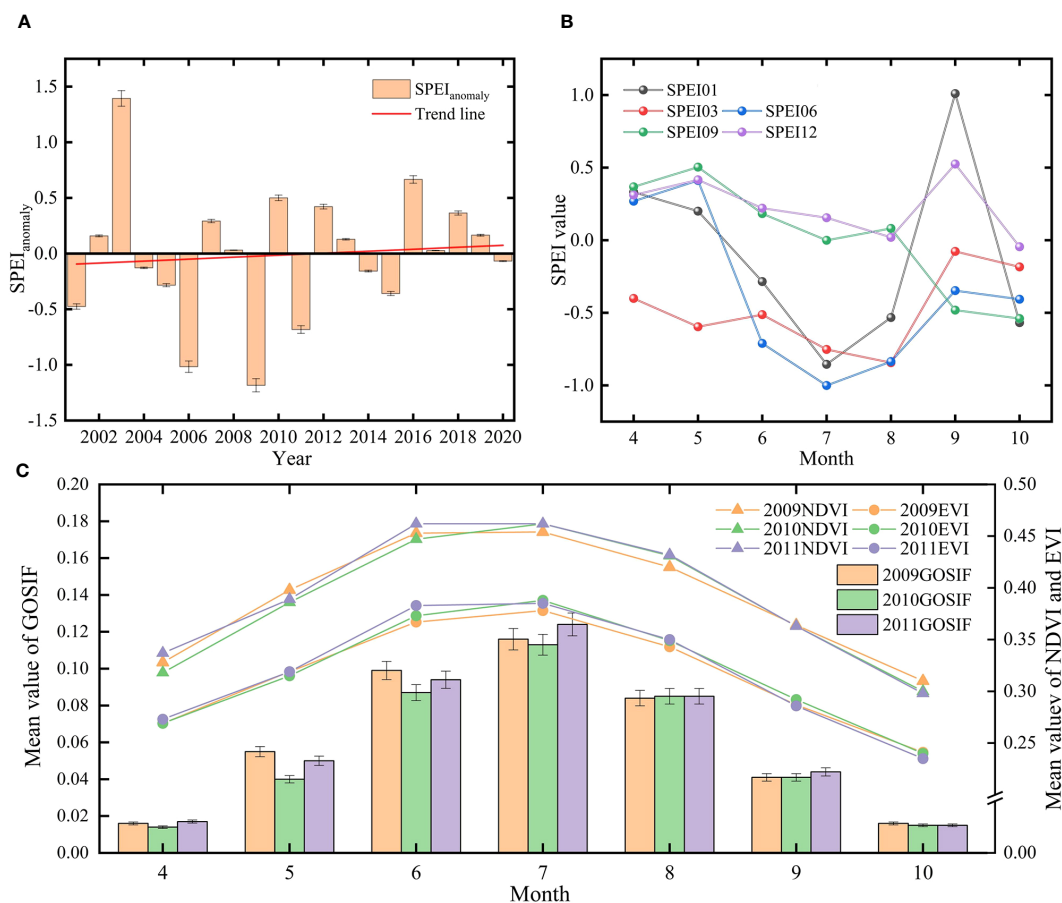 A
SPEIanomaly
1.5
1.0
0.5
0.0
-0.5
-1.0
-1.5
SPEIanomaly
Trend line
2002 2004 2006 2008 2010 2012 2014 2016 2018 2020
Year
B
SPEI value
1.0
0.5
0.0
-0.5
-1.0
SPEI01
SPEI03 SPEI06
SPEI09 SPEI12
4 5 6 7 8 9 10
Month
C
Mean value of GOSIF
0.20
0.18
0.16
0.14
0.12
0.10
0.08
0.06
0.04
0.02
0.00
2009NDVI 2009EVI
2010NDVI 2010EVI
2011NDVI 2011EVI
2009GOSIF
2010GOSIF
2011GOSIF
0.50
0.45
0.40
0.35
0.30
0.25
0.00
Mean valuev of NDVI and EVI
4 5 6 7 8 9 10
Month